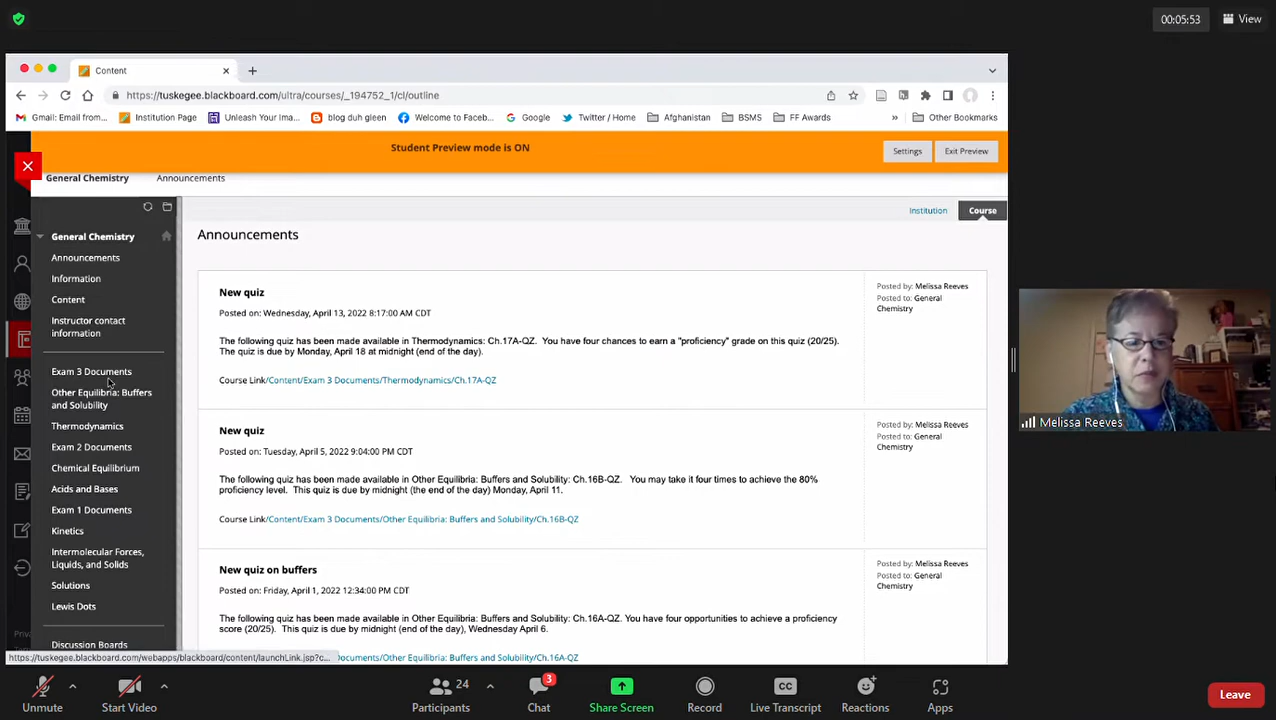 00:05:53
View
Content
https://tuskegee.blackboard.com/ultra/courses/_194752_1/cl/outline
Gmail: Email from...
Institution Page
Unleash Your Ima...
blog duh gleen
Welcome to Faceb...
Google
Twitter / Home
Afghanistan
BSMS
FF Awards
»
Other Bookmarks
Student Preview mode is ON
Settings
Exit Preview
General Chemistry
Announcements
Institution
Course
General Chemistry
Announcements
Information
Content
Instructor contact
information
Exam 3 Documents
Other Equilibria: Buffers
and Solubility
Thermodynamics
Exam 2 Documents
Chemical Equilibrium
Acids and Bases
Exam 1 Documents
Kinetics
Intermolecular Forces,
Liquids, and Solids
Solutions
Lewis Dots
Discussion Boards
Announcements
New quiz
Posted on: Wednesday, April 13, 2022 8:17:00 AM CDT
The following quiz has been made available in Thermodynamics: Ch.17A-QZ. You have four chances to earn a "proficiency" grade on this quiz (20/25).
The quiz is due by Monday, April 18 at midnight (end of the day).
Course Link/Content/Exam 3 Documents/Thermodynamics/Ch.17A-QZ
Posted by: Melissa Reeves
Posted to: General
Chemistry
New quiz
Posted on: Tuesday, April 5, 2022 9:04:00 PM CDT
The following quiz has been made available in Other Equilibria: Buffers and Solubility: Ch.16B-QZ. You may take it four times to achieve the 80%
proficiency level. This quiz is due by midnight (the end of the day) Monday, April 11.
Course Link/Content/Exam 3 Documents/Other Equilibria: Buffers and Solubility/Ch.16B-QZ
Posted by: Melissa Reeves
Posted to: General
Chemistry
New quiz on buffers
Posted on: Friday, April 1, 2022 12:34:00 PM CDT
The following quiz has been made available in Other Equilibria: Buffers and Solubility: Ch.16A-QZ. You have four opportunities to achieve a proficiency
score (20/25). This quiz is due by midnight (end of the day), Wednesday April 6.
ocuments/Other Equilibria: Buffers and Solubility/Ch.16A-QZ
Posted by: Melissa Reeves
Posted to: General
Chemistry
https://tuskegee.blackboard.com/webapps/blackboard/content/launchLink.jsp?c...
Priva
Melissa Reeves
Unmute
Start Video
24
Participants
3
Chat
Share Screen
Record
CC
Live Transcript
Reactions
Apps
Leave